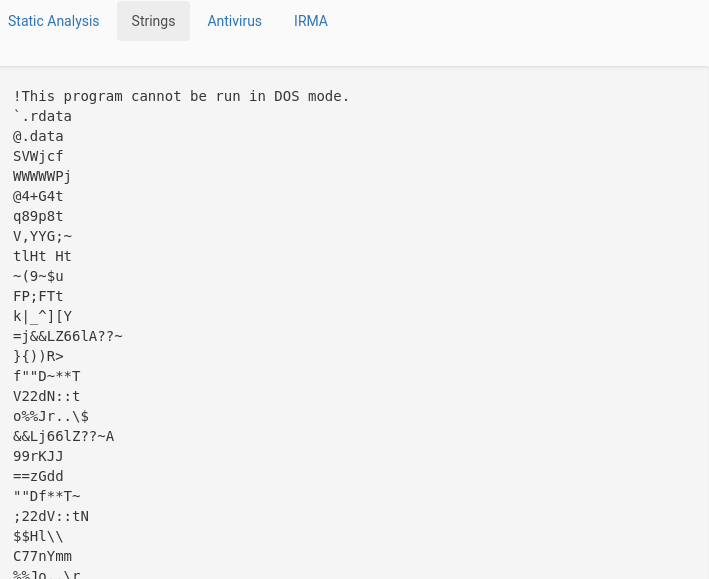 Static Analysis Strings Antivirus IRMA
!This program cannot be run in DOS mode.
`.rdata
@.data
SVWjcf
WWWWWPj
@4+G4t
q89p8t
V,YYG;~
tlHt Ht
~(9~$u
FP;FTt
k|_^][Y
=j&&LZ66lA??~
}{))R>
f""D~**T
V22dN::t
o%%Jr..\$
&&Lj66lZ??~A
99rKJJ
==zGdd
""Df**T~
;22dV::tN
$$Hl\\
C77nYmm
%%Jo..\r